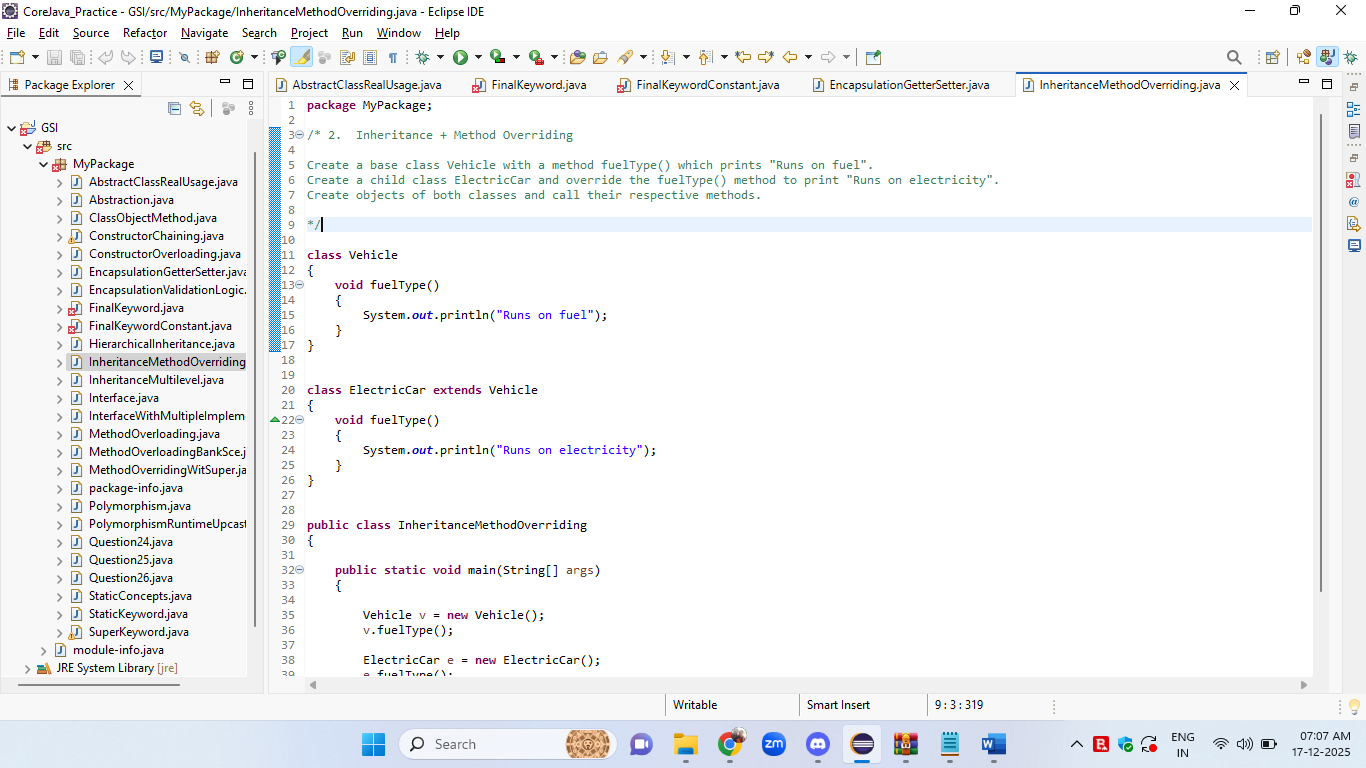 CoreJava_Practice - GSI/src/MyPackage/InheritanceMethodOverriding.java - Eclipse IDE
File Edit Source Refactor Navigate Search Project Run Window Help
Package Explorer
AbstractClassRealUsage.java FinalKeyword.java FinalKeywordConstant.java EncapsulationGetterSetter.java InheritanceMethodOverriding.java
GSI
src
MyPackage
AbstractClassRealUsage.java
Abstraction.java
ClassObjectMethod.java
ConstructorChaining.java
ConstructorOverloading.java
EncapsulationGetterSetter.java
EncapsulationValidationLogic.
FinalKeyword.java
FinalKeywordConstant.java
HierarchicalInheritance.java
InheritanceMethodOverriding
InheritanceMultilevel.java
Interface.java
InterfaceWithMultipleImplem
MethodOverloading.java
MethodOverloadingBankSce.j
MethodOverridingWitSuper.ja
package-info.java
Polymorphism.java
PolymorphismRuntimeUpcast
Question24.java
Question25.java
Question26.java
StaticConcepts.java
StaticKeyword.java
SuperKeyword.java
module-info.java
JRE System Library [jre]
1 package MyPackage;
2
3 /* 2.  Inheritance + Method Overriding
4
5 Create a base class Vehicle with a method fuelType() which prints "Runs on fuel".
6 Create a child class ElectricCar and override the fuelType() method to print "Runs on electricity".
7 Create objects of both classes and call their respective methods.
8
9 */
10
11 class Vehicle
12 {
13     void fuelType()
14     {
15         System.out.println("Runs on fuel");
16     }
17 }
18
19
20 class ElectricCar extends Vehicle
21 {
22     void fuelType()
23     {
24         System.out.println("Runs on electricity");
25     }
26 }
27
28
29 public class InheritanceMethodOverriding
30 {
31
32     public static void main(String[] args)
33     {
34
35         Vehicle v = new Vehicle();
36         v.fuelType();
37
38         ElectricCar e = new ElectricCar();
39         e.fuelType();
Writable Smart Insert 9 : 3 : 319
Search
zm
ENG
IN
07:07 AM
17-12-2025